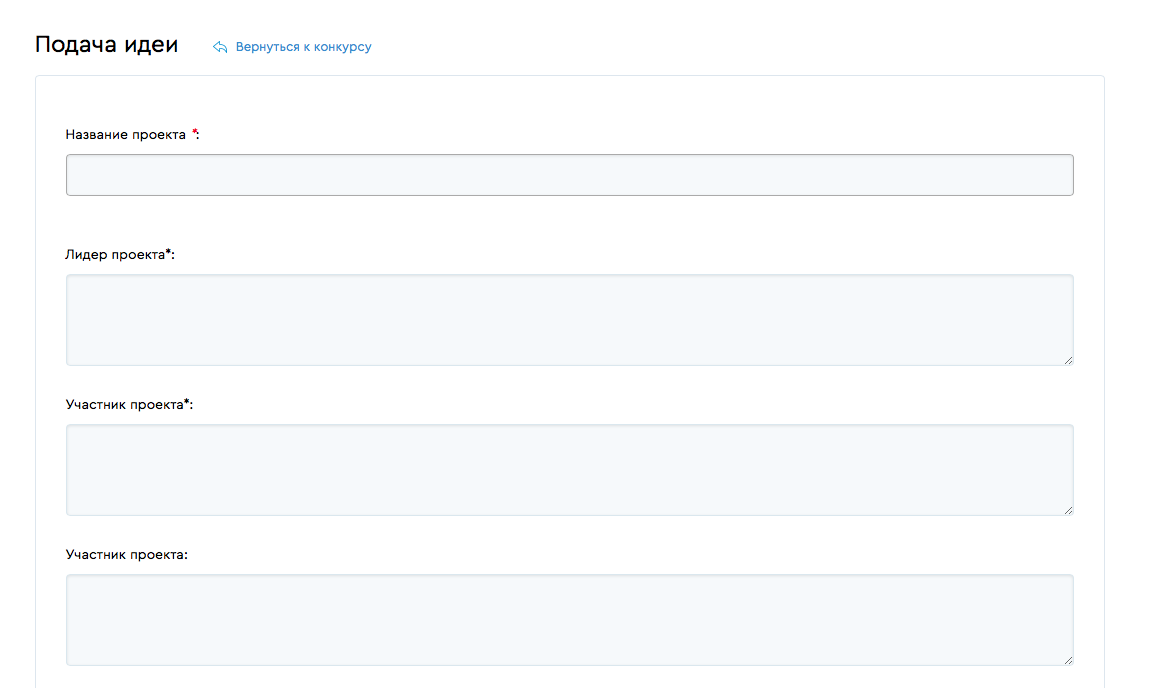 Подача идеи Вернуться к конкурсу
Название проекта *:
Лидер проекта*:
Участник проекта*:
Участник проекта: